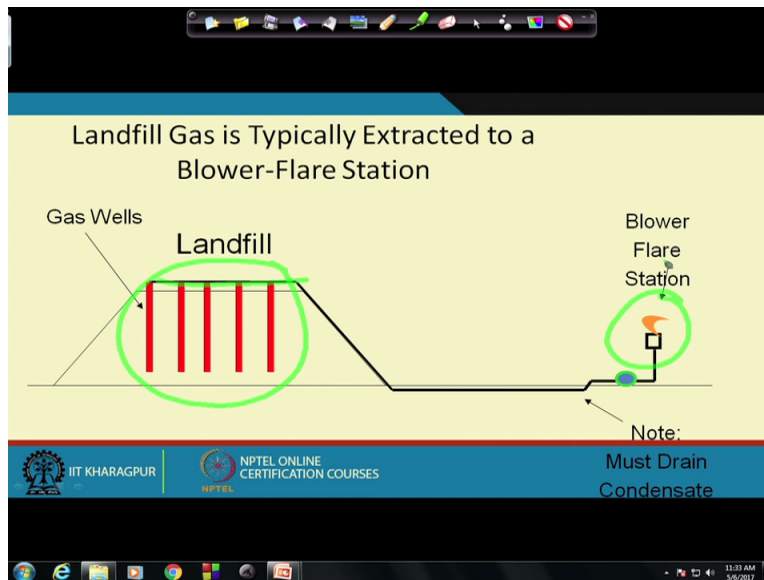 Landfill Gas is Typically Extracted to a
Blower-Flare Station
Gas Wells
Landfill
Blower
Flare
Station
Note:
Must Drain
Condensate
IIT KHARAGPUR
NPTEL
NPTEL ONLINE
CERTIFICATION COURSES
11:33 AM
5/6/2017